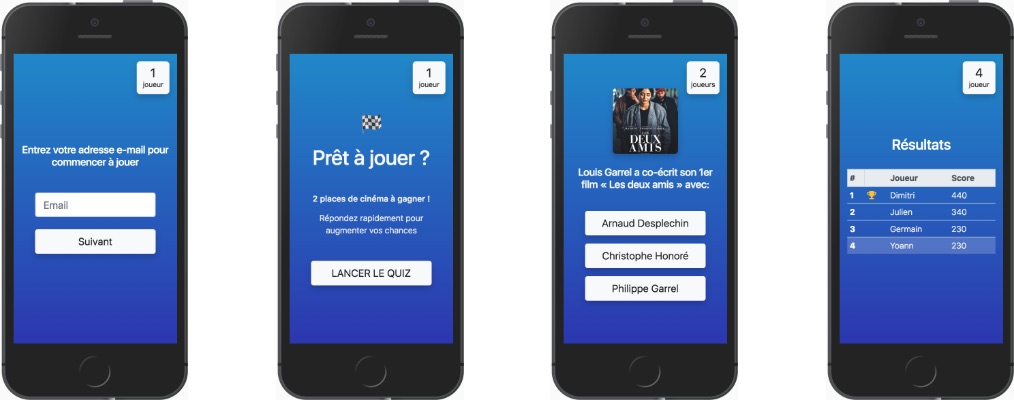 1
joueur
Entrez votre adresse e-mail pour
commencer à jouer
Email
Suivant
1
joueur
Prêt à jouer ?
2 places de cinéma à gagner !
Répondez rapidement pour
augmenter vos chances
LANCER LE QUIZ
2
joueurs
DEUX
AMIS
Louis Garrel a co-écrit son 1er
film « Les deux amis » avec:
Arnaud Desplechin
Christophe Honoré
Philippe Garrel
4
joueur
Résultats
# Joueur Score
1 Dimitri 440
2 Julien 340
3 Germain 230
4 Yoann 230